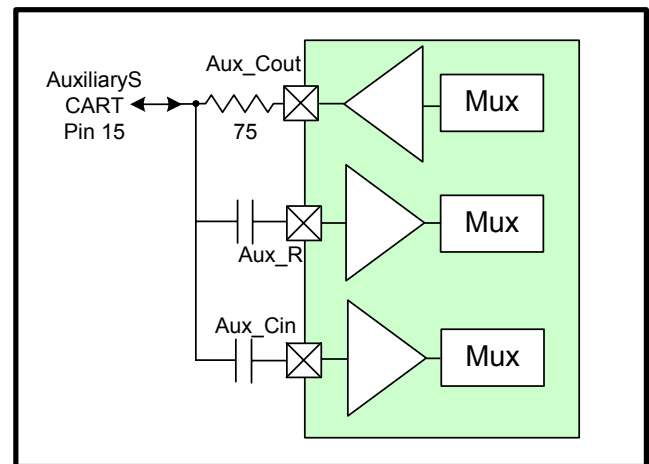 Aux_Cout
AuxiliaryS
CART
Pin 15
75
Mux
Aux_R
Mux
Aux_Cin
Mux